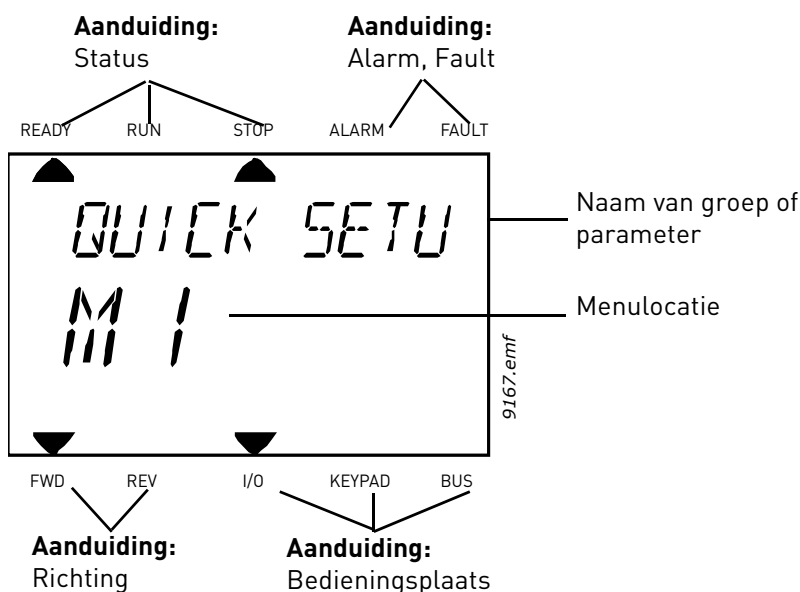 Aanduiding:
Status
Aanduiding:
Alarm, Fault
READY RUN STOP ALARM FAULT
QUICK SETU
M 1
Naam van groep of
parameter
Menulocatie
9167.emf
FWD REV I/0 KEYPAD BUS
Aanduiding:
Richting
Aanduiding:
Bedieningsplaats